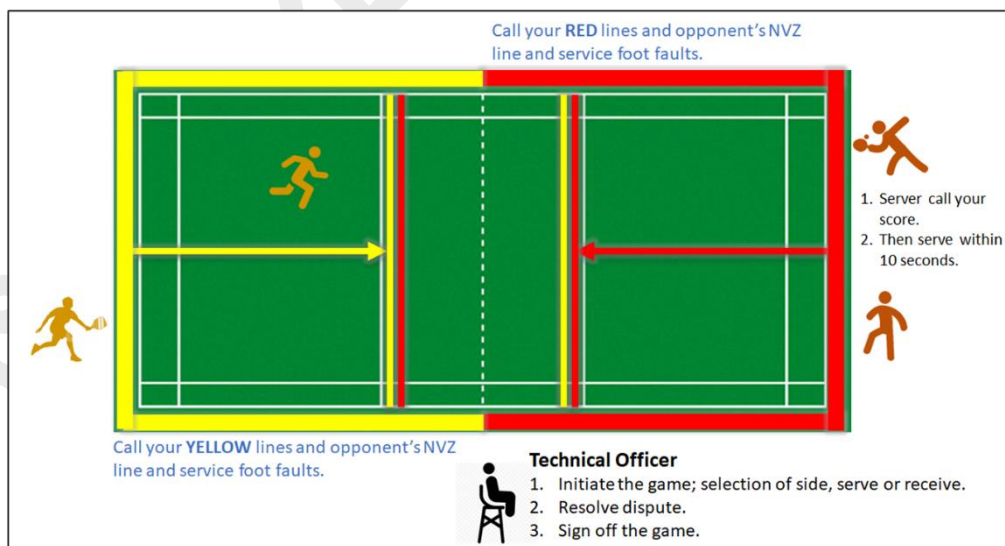 Call your RED lines and opponent's NVZ
line and service foot faults.
1. Server call your
score.
2. Then serve within
10 seconds.
Call your YELLOW lines and opponent's NVZ
line and service foot faults.
Technical Officer
1. Initiate the game; selection of side, serve or receive.
2. Resolve dispute.
3. Sign off the game.